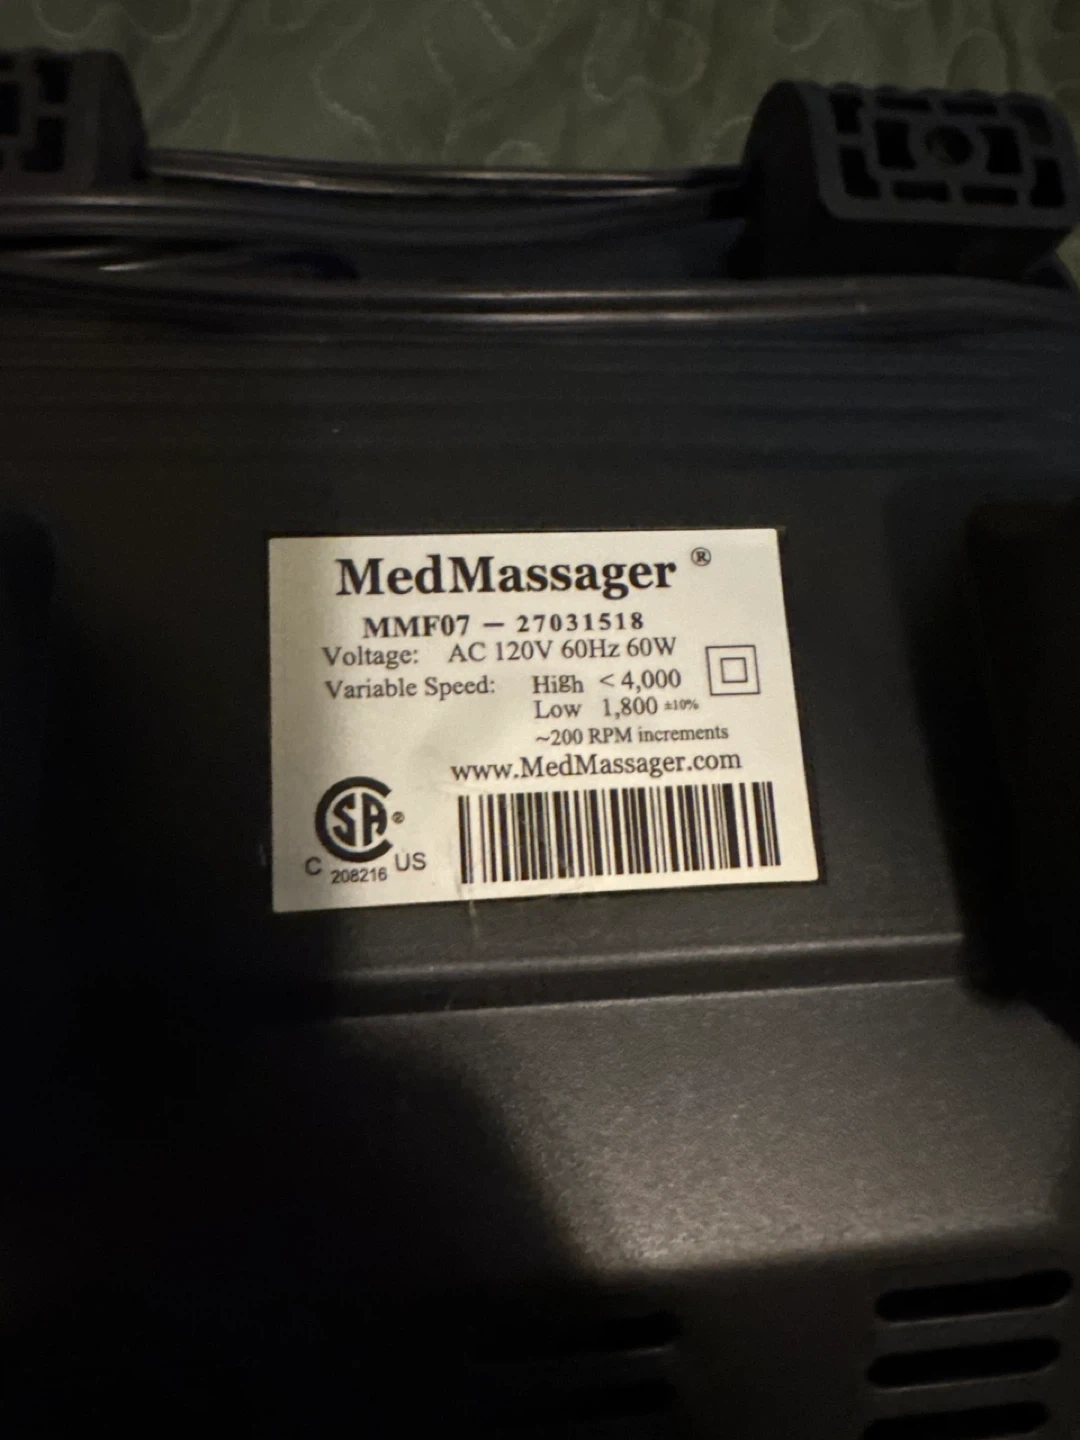 MedMassager ®
MMF07 — 27031518
Voltage: AC 120V 60Hz 60W
Variable Speed: High < 4,000
Low 1,800 ±10%
~200 RPM increments
www.MedMassager.com
SA ®
C 208216 US